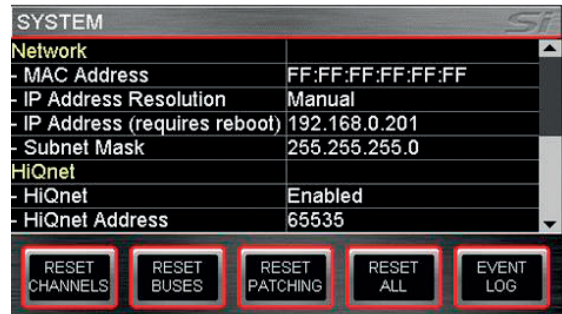 SYSTEM Si
Network
- MAC Address FF:FF:FF:FF:FF:FF
- IP Address Resolution Manual
- IP Address (requires reboot) 192.168.0.201
- Subnet Mask 255.255.255.0
HiQnet
- HiQnet Enabled
- HiQnet Address 65535
RESET CHANNELS
RESET BUSES
RESET PATCHING
RESET ALL
EVENT LOG